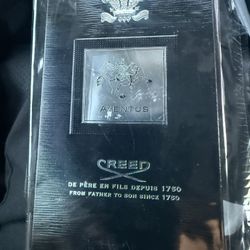 AVENTUS
CREED
DE PÈRE EN FILS DEPUIS 1760
FROM FATHER TO SON SINCE 1760